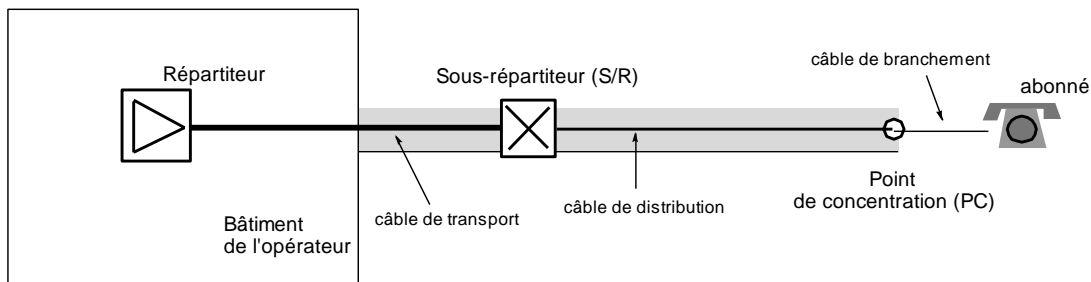 Répartiteur
Sous-répartiteur (S/R)
câble de branchement
abonné
câble de transport
câble de distribution
Point
de concentration (PC)
Bâtiment
de l'opérateur